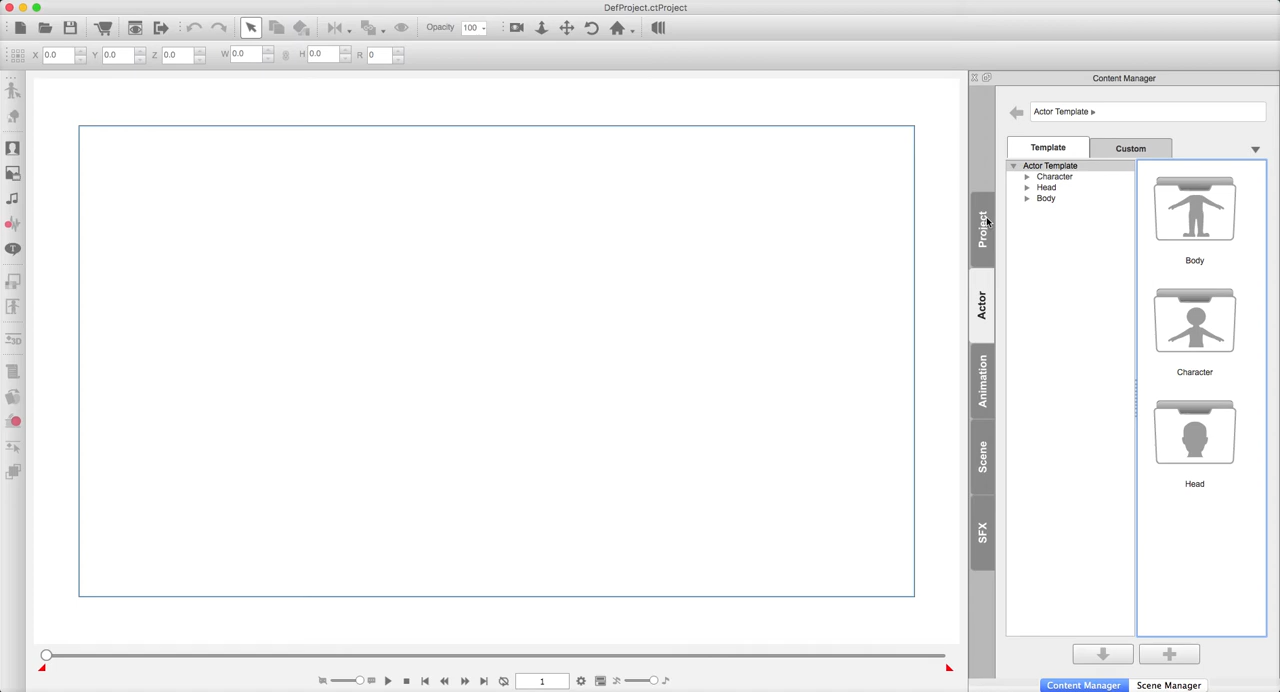 DefProject.ctProject
Opacity 100
X 0.0 Y 0.0 Z 0.0 W 0.0 H 0.0 R 0
Content Manager
Actor Template
Template Custom
Actor Template
Character
Head
Body
Body
Character
Head
Project
Actor
Animation
Scene
SFX
3D
1
Content Manager Scene Manager